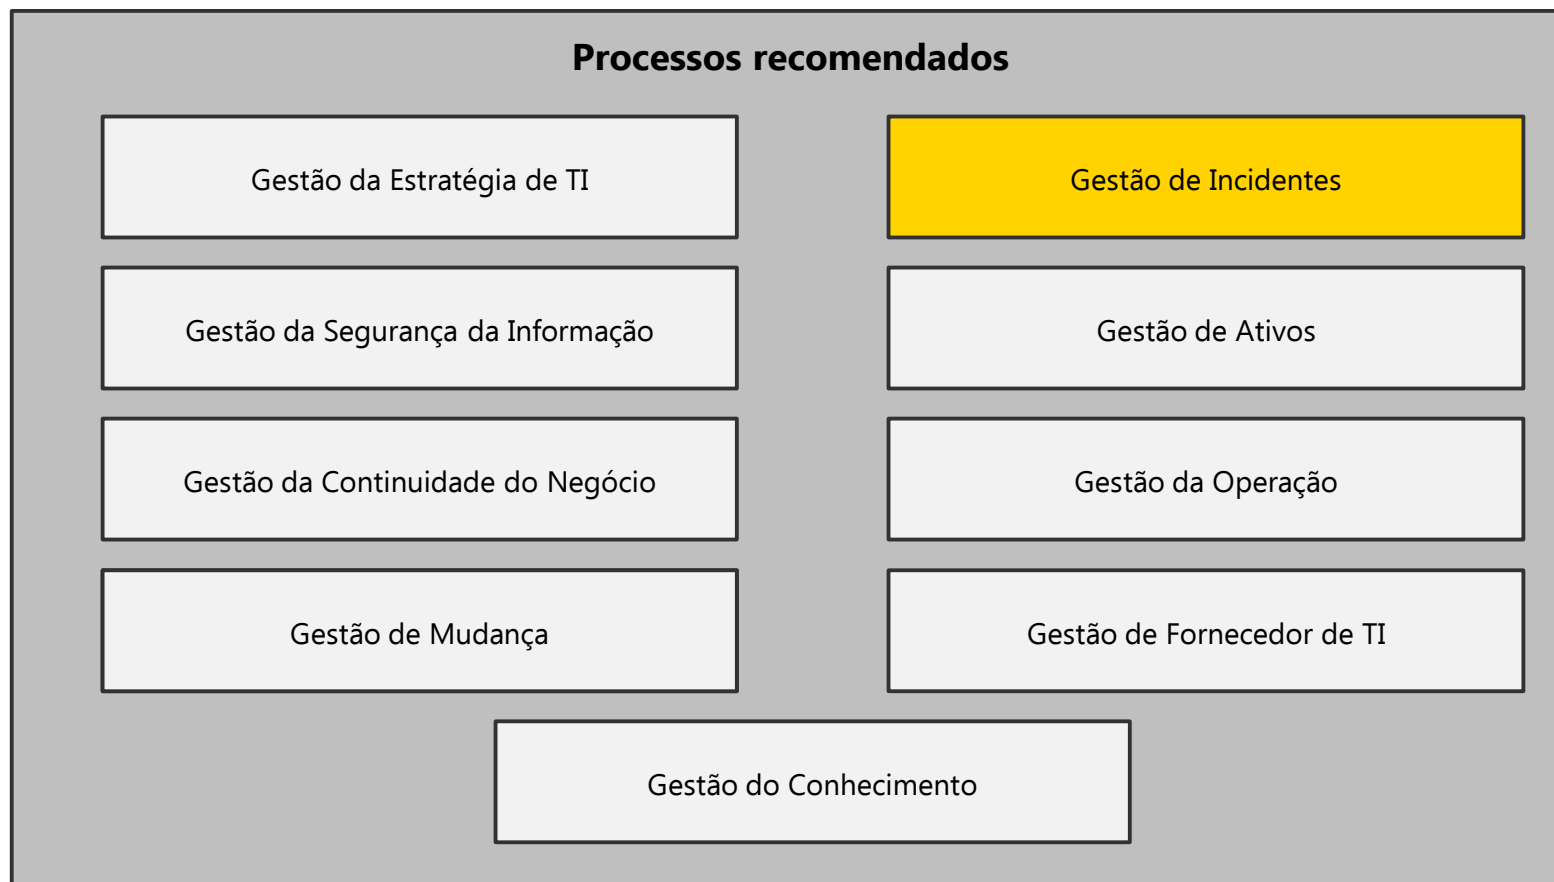 Processos recomendados
Gestão da Estratégia de TI
Gestão de Incidentes
Gestão da Segurança da Informação
Gestão de Ativos
Gestão da Continuidade do Negócio
Gestão da Operação
Gestão de Mudança
Gestão de Fornecedor de TI
Gestão do Conhecimento